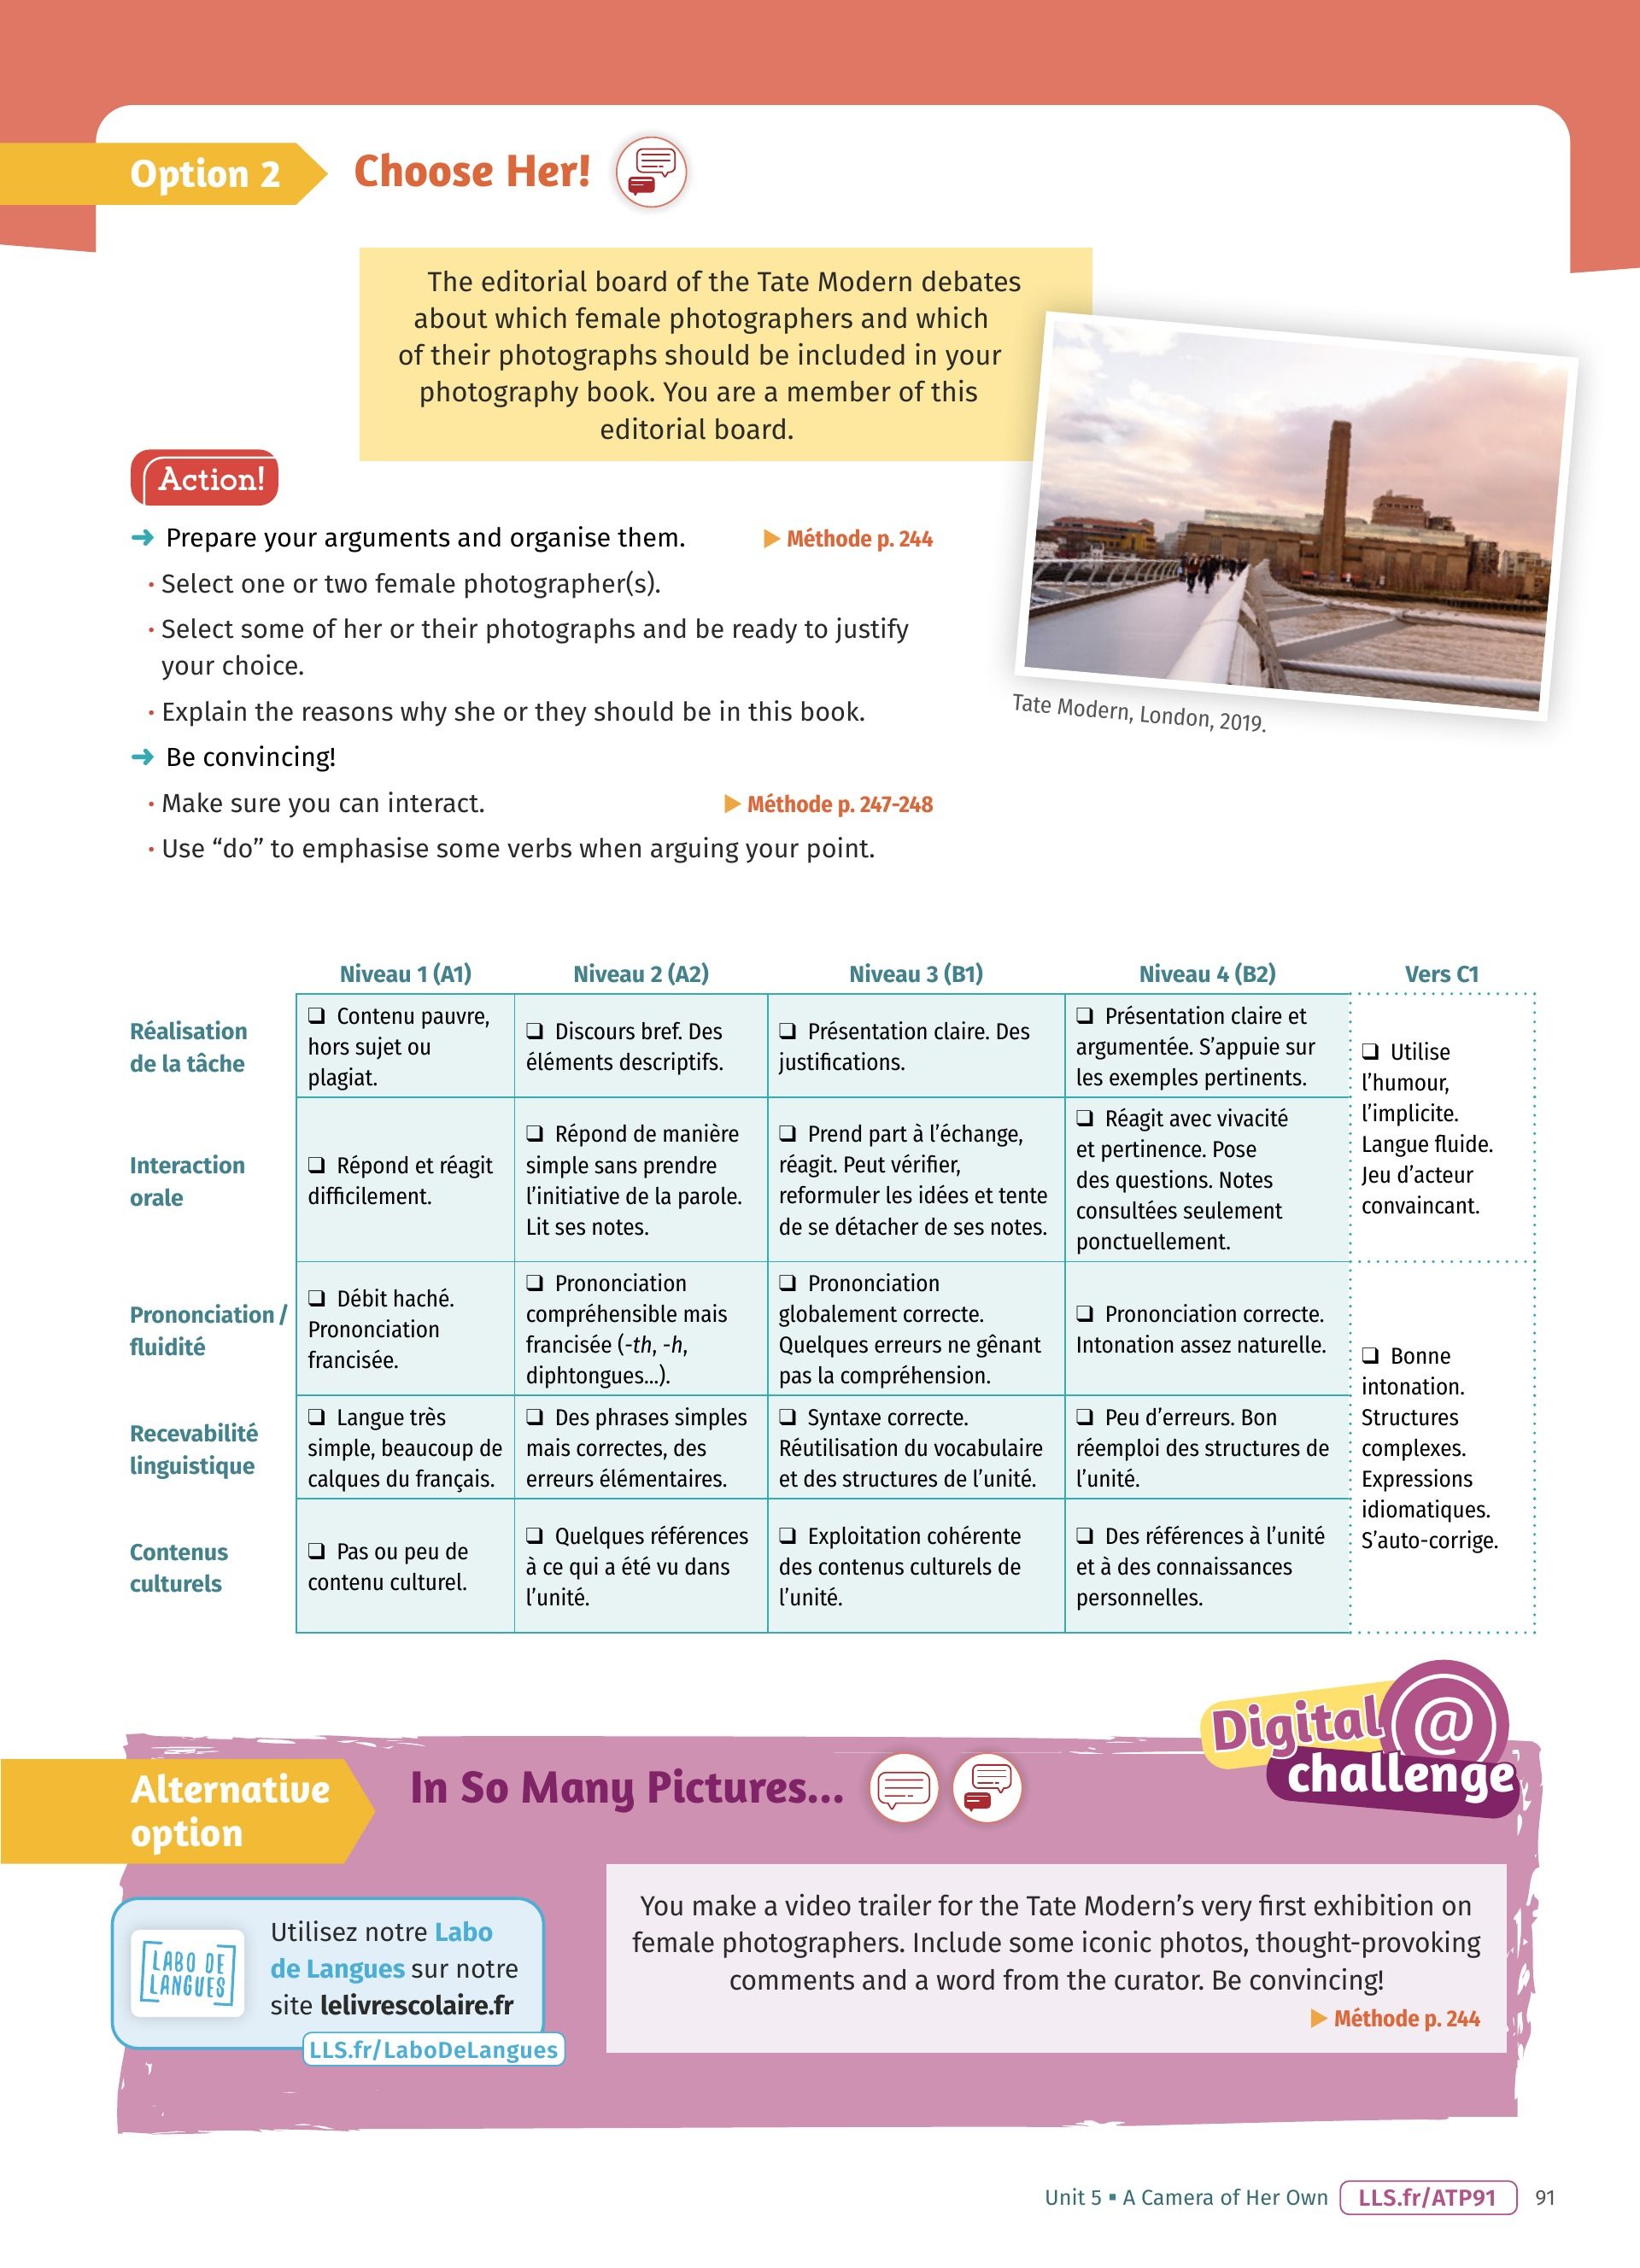 Option 2
Choose Her!
The editorial board of the Tate Modern debates
about which female photographers and which
of their photographs should be included in your
photography book. You are a member of this
editorial board.
Action!
➜ Prepare your arguments and organise them.
▶ Méthode p. 244
· Select one or two female photographer(s).
· Select some of her or their photographs and be ready to justify
your choice.
· Explain the reasons why she or they should be in this book.
➜ Be convincing!
· Make sure you can interact.
▶ Méthode p. 247-248
· Use “do” to emphasise some verbs when arguing your point.
Tate Modern, London, 2019.
Niveau 1 (A1)
Niveau 2 (A2)
Niveau 3 (B1)
Niveau 4 (B2)
Vers C1
Réalisation
de la tâche
❏ Contenu pauvre,
hors sujet ou
plagiat.
❏ Discours bref. Des
éléments descriptifs.
❏ Présentation claire. Des
justifications.
❏ Présentation claire et
argumentée. S’appuie sur
les exemples pertinents.
❏ Utilise
l’humour,
l’implicite.
Langue fluide.
Jeu d’acteur
convaincant.
Interaction
orale
❏ Répond et réagit
difficilement.
❏ Répond de manière
simple sans prendre
l’initiative de la parole.
Lit ses notes.
❏ Prend part à l’échange,
réagit. Peut vérifier,
reformuler les idées et tente
de se détacher de ses notes.
❏ Réagit avec vivacité
et pertinence. Pose
des questions. Notes
consultées seulement
ponctuellement.
Prononciation /
fluidité
❏ Débit haché.
Prononciation
francisée.
❏ Prononciation
compréhensible mais
francisée (-th, -h,
diphtongues...).
❏ Prononciation
globalement correcte.
Quelques erreurs ne gênant
pas la compréhension.
❏ Prononciation correcte.
Intonation assez naturelle.
❏ Bonne
intonation.
Structures
complexes.
Expressions
idiomatiques.
S’auto-corrige.
Recevabilité
linguistique
❏ Langue très
simple, beaucoup de
calques du français.
❏ Des phrases simples
mais correctes, des
erreurs élémentaires.
❏ Syntaxe correcte.
Réutilisation du vocabulaire
et des structures de l’unité.
❏ Peu d’erreurs. Bon
réemploi des structures de
l’unité.
Contenus
culturels
❏ Pas ou peu de
contenu culturel.
❏ Quelques références
à ce qui a été vu dans
l’unité.
❏ Exploitation cohérente
des contenus culturels de
l’unité.
❏ Des références à l’unité
et à des connaissances
personnelles.
Digital @
challenge
Alternative
option
In So Many Pictures...
LABO DE
LANGUES
Utilisez notre Labo
de Langues sur notre
site lelivrescolaire.fr
LLS.fr/LaboDeLangues
You make a video trailer for the Tate Modern’s very first exhibition on
female photographers. Include some iconic photos, thought-provoking
comments and a word from the curator. Be convincing!
▶ Méthode p. 244
Unit 5 ▪ A Camera of Her Own
LLS.fr/ATP91
91